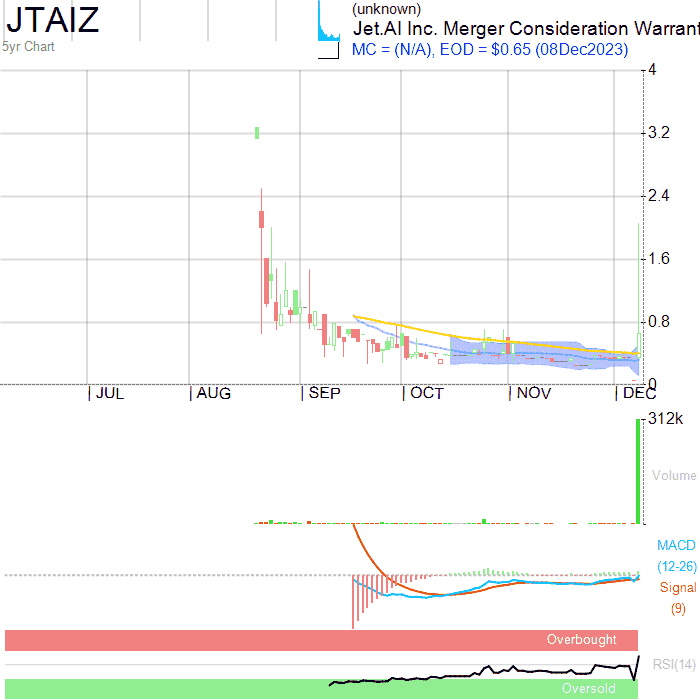 JTAIZ
5yr Chart
(unknown)
Jet.AI Inc. Merger Consideration Warrant
MC = (N/A), EOD = $0.65 (08Dec2023)
4
3.2
2.4
1.6
0.8
0
| JUL | AUG | SEP | OCT | NOV | DEC
312k
Volume
MACD
(12-26)
Signal
(9)
Overbought
RSI(14)
Oversold